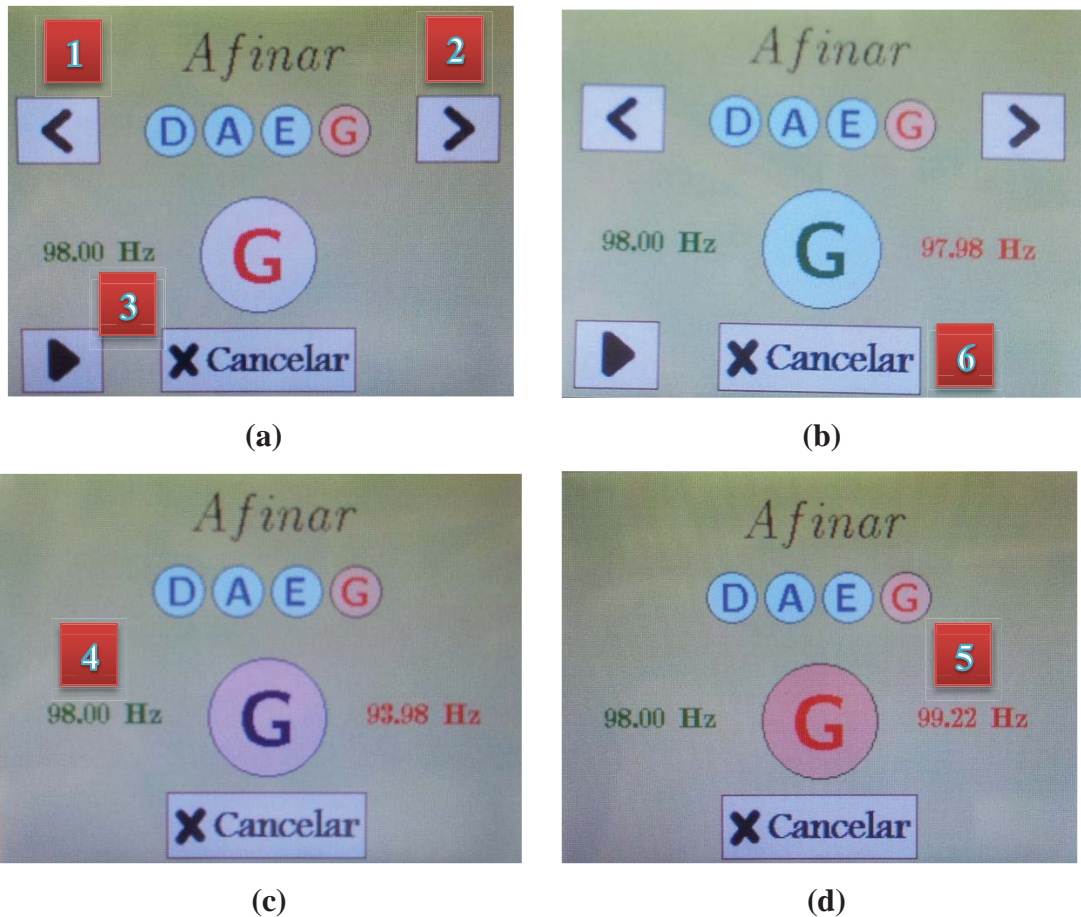 1 Afinar 2
< D A E G >
98.00 Hz G
3
Cancelar
(a)
Afinar
< D A E G >
98.00 Hz G 97.98 Hz
Cancelar 6
(b)
Afinar
D A E G
4
98.00 Hz G 93.98 Hz
Cancelar
(c)
Afinar
D A E G
5
98.00 Hz G 99.22 Hz
Cancelar
(d)